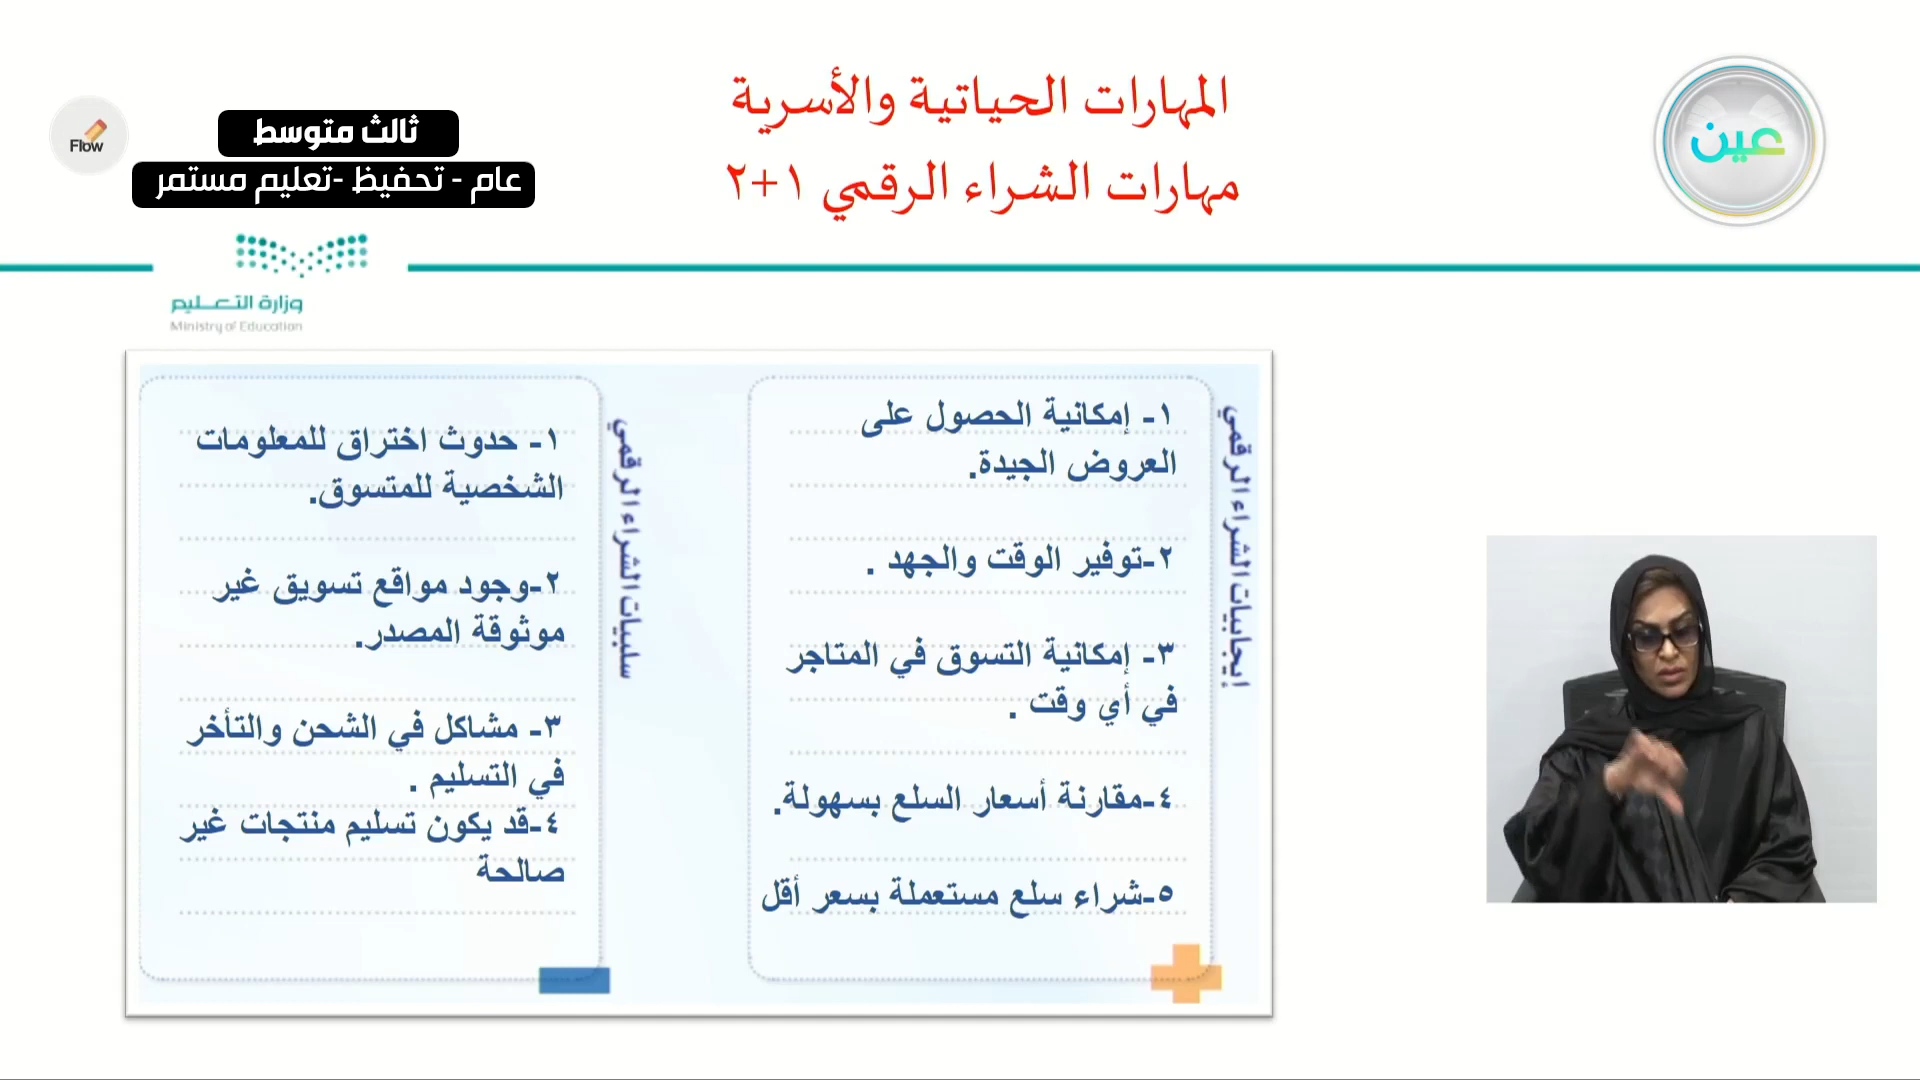 المهارات الحياتية والأسرية
مهارات الشراء الرقمي ١+٢
عين
ثالث متوسط
عام - تحفيظ -تعليم مستمر
Flow
وزارة التعليم
Ministry of Education
إيجابيات الشراء الرقمي
١- إمكانية الحصول على
العروض الجيدة.
٢-توفير الوقت والجهد .
٣- إمكانية التسوق في المتاجر
في أي وقت .
٤-مقارنة أسعار السلع بسهولة.
٥-شراء سلع مستعملة بسعر أقل
سلبيات الشراء الرقمي
١- حدوث اختراق للمعلومات
الشخصية للمتسوق.
٢-وجود مواقع تسويق غير
موثوقة المصدر.
٣- مشاكل في الشحن والتأخر
في التسليم .
٤-قد يكون تسليم منتجات غير
صالحة